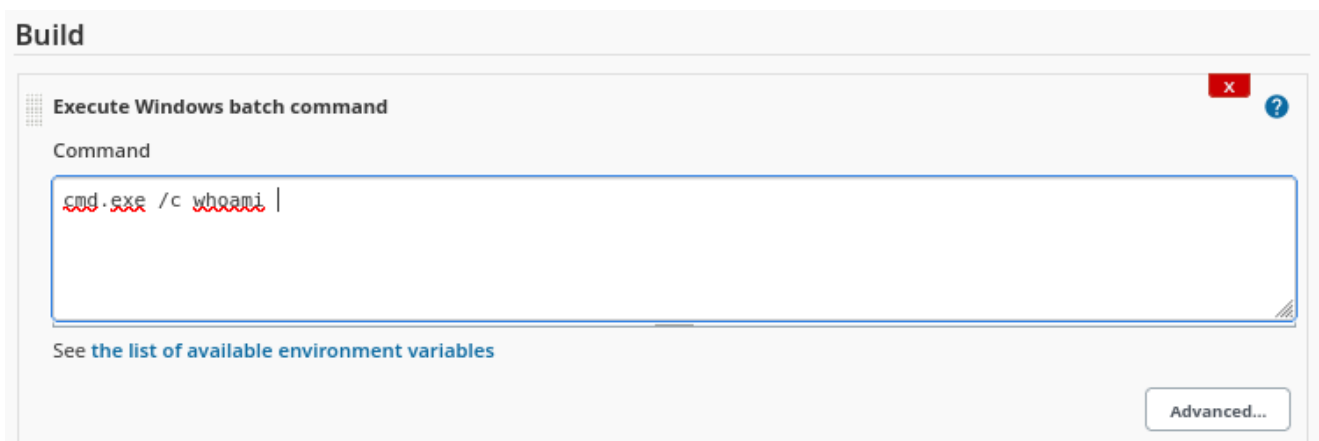 Build
x
Execute Windows batch command
?
Command
cmd.exe /c whoami
See the list of available environment variables
Advanced...